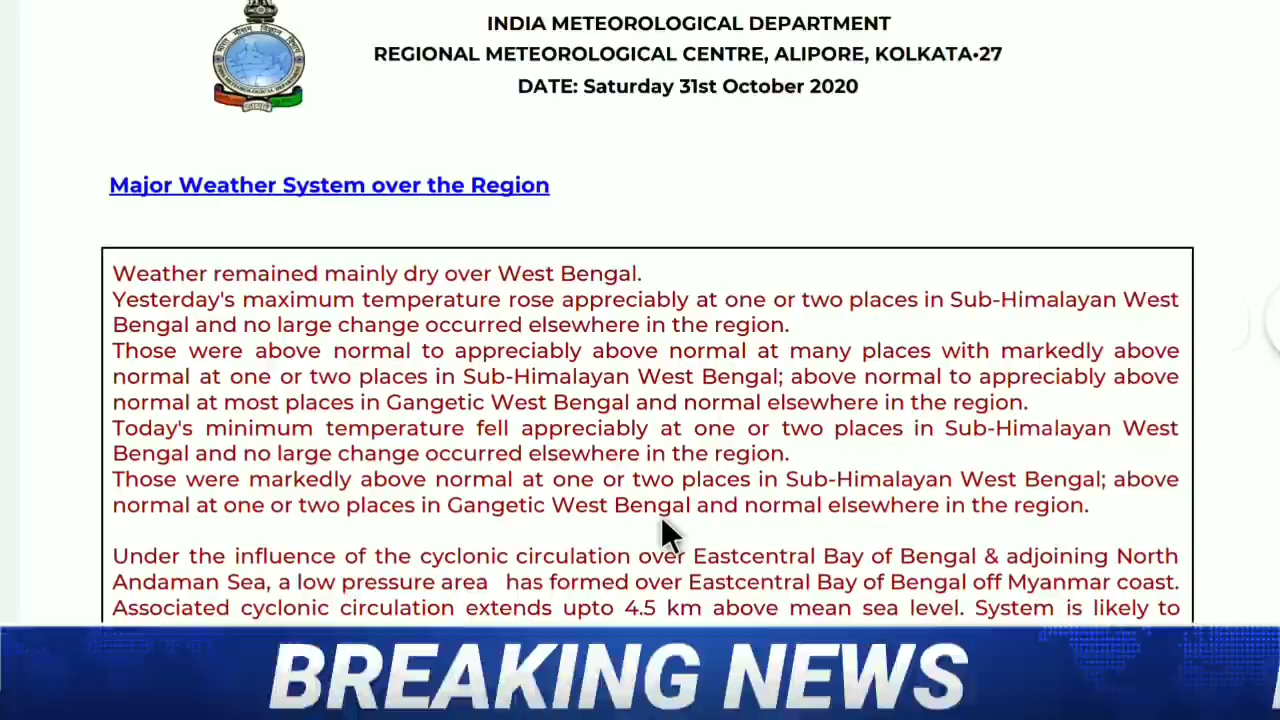 INDIA METEOROLOGICAL DEPARTMENT
REGIONAL METEOROLOGICAL CENTRE, ALIPORE, KOLKATA•27
DATE: Saturday 31st October 2020
Major Weather System over the Region
Weather remained mainly dry over West Bengal.
Yesterday's maximum temperature rose appreciably at one or two places in Sub-Himalayan West
Bengal and no large change occurred elsewhere in the region.
Those were above normal to appreciably above normal at many places with markedly above
normal at one or two places in Sub-Himalayan West Bengal; above normal to appreciably above
normal at most places in Gangetic West Bengal and normal elsewhere in the region.
Today's minimum temperature fell appreciably at one or two places in Sub-Himalayan West
Bengal and no large change occurred elsewhere in the region.
Those were markedly above normal at one or two places in Sub-Himalayan West Bengal; above
normal at one or two places in Gangetic West Bengal and normal elsewhere in the region.
Under the influence of the cyclonic circulation over Eastcentral Bay of Bengal & adjoining North
Andaman Sea, a low pressure area has formed over Eastcentral Bay of Bengal off Myanmar coast.
Associated cyclonic circulation extends upto 4.5 km above mean sea level. System is likely to
BREAKING NEWS